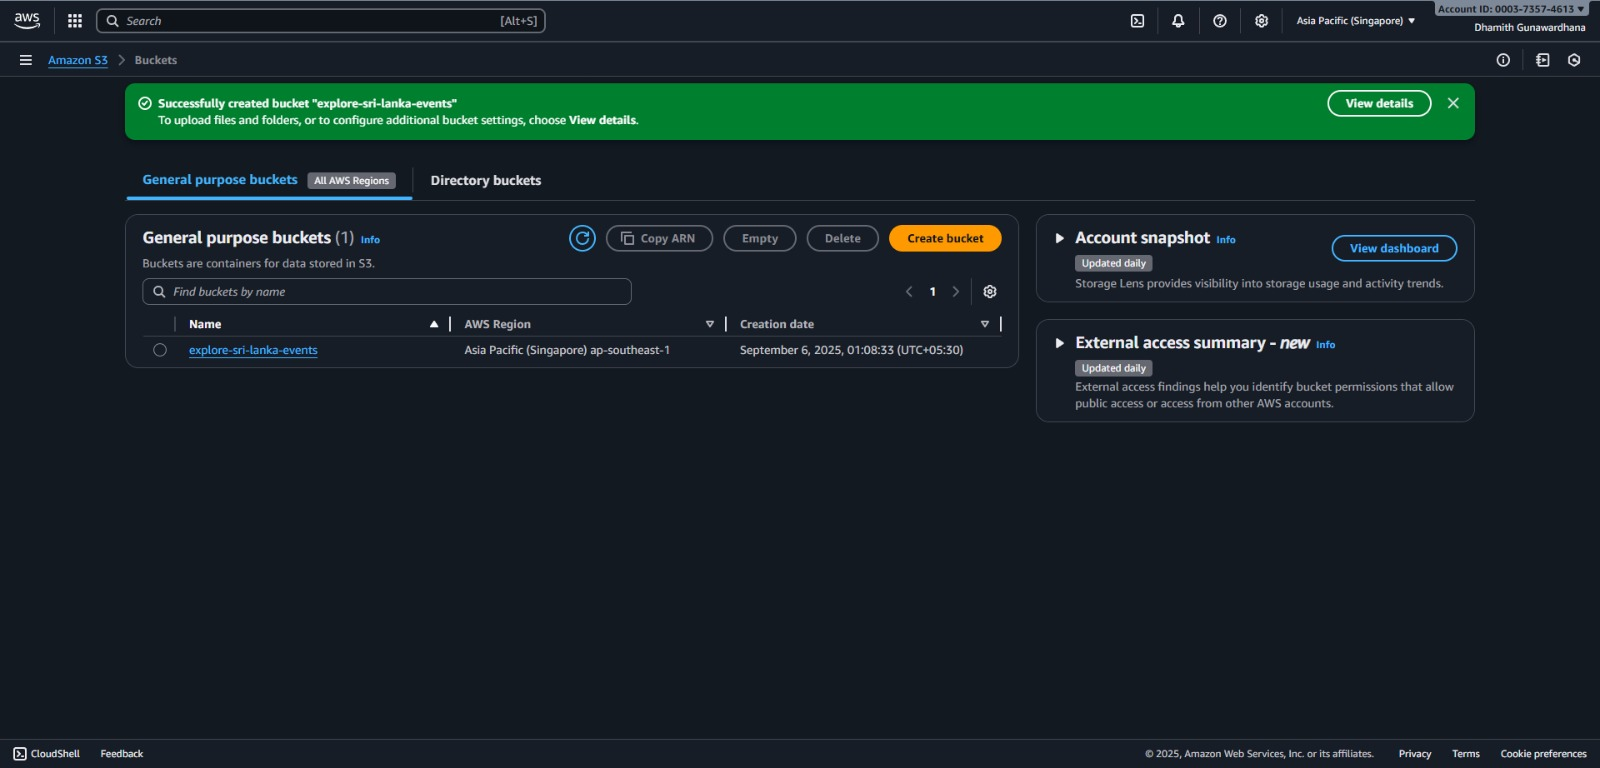 aws
Search [Alt+S]
Asia Pacific (Singapore)
Account ID: 0003-7357-4613
Dhamith Gunawardhana
Amazon S3 > Buckets
Successfully created bucket "explore-sri-lanka-events"
To upload files and folders, or to configure additional bucket settings, choose View details.
View details
General purpose buckets All AWS Regions
Directory buckets
General purpose buckets (1) Info
Copy ARN
Empty
Delete
Create bucket
Buckets are containers for data stored in S3.
Find buckets by name
1
Name AWS Region Creation date
explore-sri-lanka-events Asia Pacific (Singapore) ap-southeast-1 September 6, 2025, 01:08:33 (UTC+05:30)
Account snapshot Info
View dashboard
Updated daily
Storage Lens provides visibility into storage usage and activity trends.
External access summary - new Info
Updated daily
External access findings help you identify bucket permissions that allow
public access or access from other AWS accounts.
CloudShell Feedback
© 2025, Amazon Web Services, Inc. or its affiliates. Privacy Terms Cookie preferences